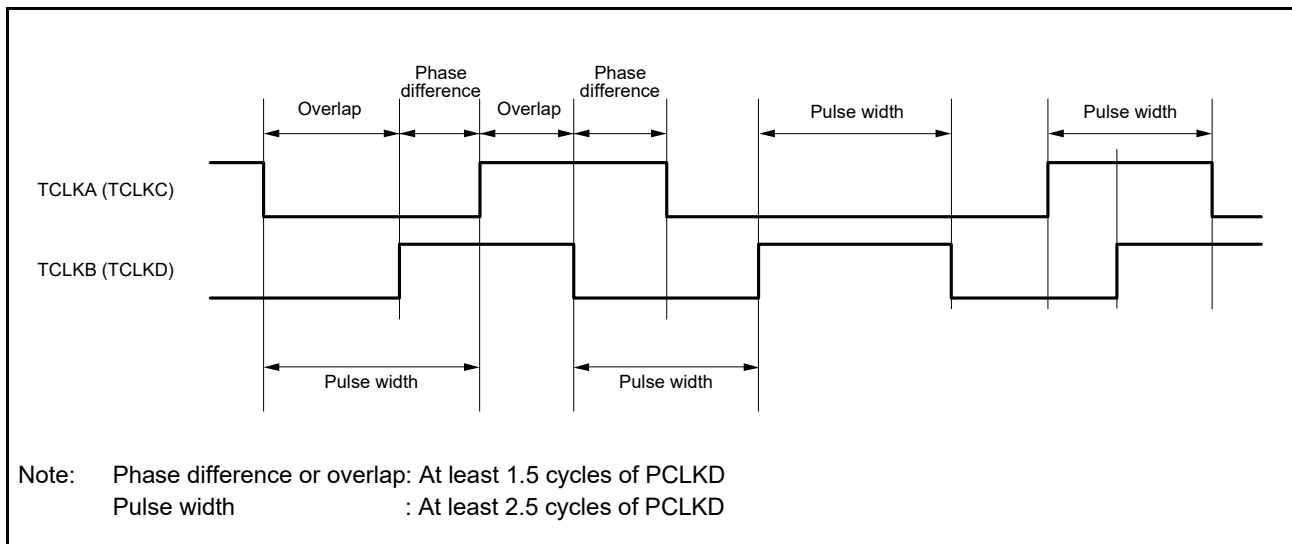 Phase
difference
Phase
difference
Overlap
Overlap
Pulse width
Pulse width
TCLKA (TCLKC)
TCLKB (TCLKD)
Pulse width
Pulse width
Note: Phase difference or overlap: At least 1.5 cycles of PCLKD
Pulse width : At least 2.5 cycles of PCLKD